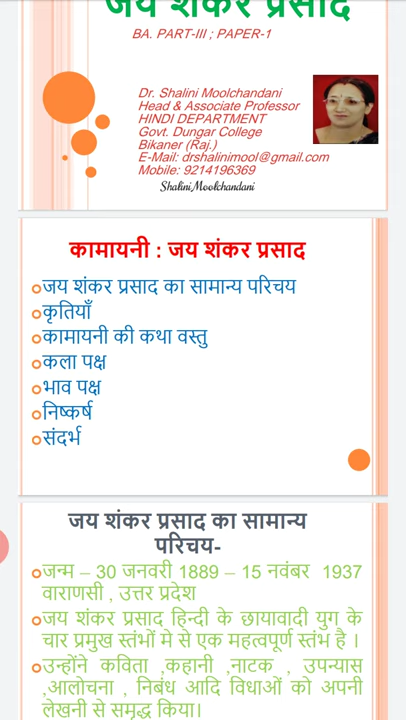 जय शंकर प्रसाद
BA. PART-III ; PAPER-1
Dr. Shalini Moolchandani
Head & Associate Professor
HINDI DEPARTMENT
Govt. Dungar College
Bikaner (Raj.)
E-Mail: drshalinimool@gmail.com
Mobile: 9214196369
Shalini Moolchandani
कामायनी : जय शंकर प्रसाद
जय शंकर प्रसाद का सामान्य परिचय
कृतियाँ
कामायनी की कथा वस्तु
कला पक्ष
भाव पक्ष
निष्कर्ष
संदर्भ
जय शंकर प्रसाद का सामान्य
परिचय-
जन्म – 30 जनवरी 1889 – 15 नवंबर 1937
वाराणसी , उत्तर प्रदेश
जय शंकर प्रसाद हिन्दी के छायावादी युग के
चार प्रमुख स्तंभों मे से एक महत्वपूर्ण स्तंभ है ।
उन्होंने कविता ,कहानी ,नाटक , उपन्यास
,आलोचना , निबंध आदि विधाओं को अपनी
लेखनी से समृद्ध किया।